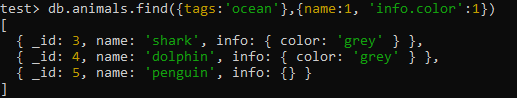 test> db.animals.find({tags:'ocean'},{name:1, 'info.color':1})
[
  { _id: 3, name: 'shark', info: { color: 'grey' } },
  { _id: 4, name: 'dolphin', info: { color: 'grey' } },
  { _id: 5, name: 'penguin', info: {} }
]